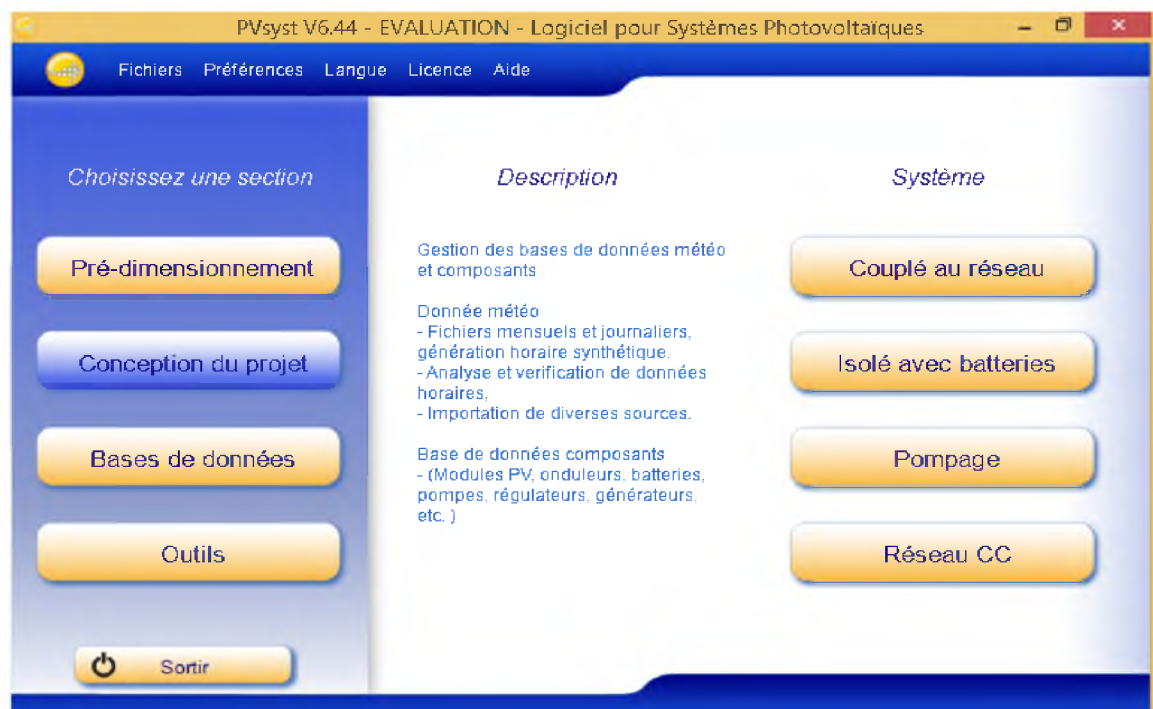 PVsyst V6.44 - EVALUATION - Logiciel pour Systèmes Photovoltaïques
Fichiers Préférences Langue Licence Aide
Choisissez une section
Pré-dimensionnement
Conception du projet
Bases de données
Outils
Sortir
Description
Gestion des bases de données météo
et composants
Donnée météo
- Fichiers mensuels et journaliers,
génération horaire synthétique.
- Analyse et verification de données
horaires,
- Importation de diverses sources.
Base de données composants
- (Modules PV, onduleurs, batteries,
pompes, régulateurs, générateurs,
etc. )
Système
Couplé au réseau
Isolé avec batteries
Pompage
Réseau CC